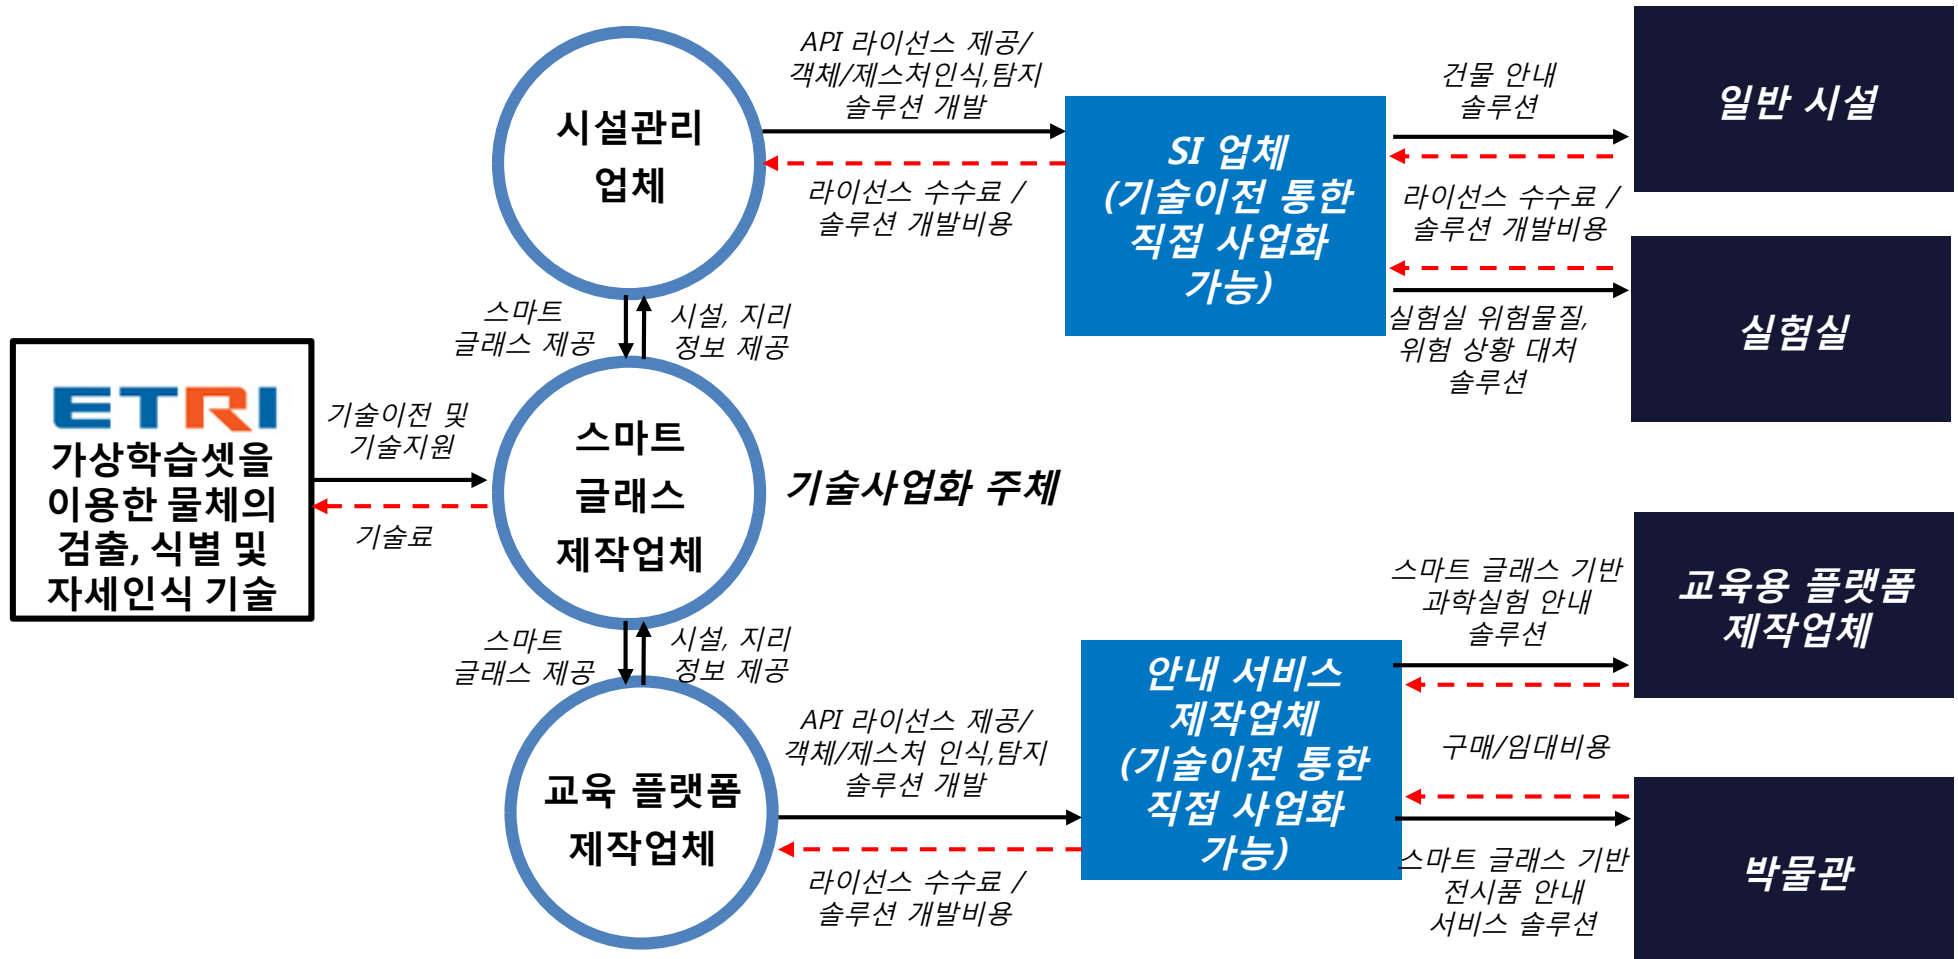 ETRI
가상학습셋을
이용한 물체의
검출, 식별 및
자세인식 기술
기술이전 및
기술지원
기술료
시설관리
업체
스마트
글래스 제공
시설, 지리
정보 제공
스마트
글래스
제작업체
기술사업화 주체
스마트
글래스 제공
시설, 지리
정보 제공
교육 플랫폼
제작업체
API 라이선스 제공/
객체/제스처인식,탐지
솔루션 개발
라이선스 수수료 /
솔루션 개발비용
SI 업체
(기술이전 통한
직접 사업화
가능)
건물 안내
솔루션
라이선스 수수료 /
솔루션 개발비용
실험실 위험물질,
위험 상황 대처
솔루션
일반 시설
실험실
API 라이선스 제공/
객체/제스처 인식,탐지
솔루션 개발
라이선스 수수료 /
솔루션 개발비용
안내 서비스
제작업체
(기술이전 통한
직접 사업화
가능)
스마트 글래스 기반
과학실험 안내
솔루션
구매/임대비용
스마트 글래스 기반
전시품 안내
서비스 솔루션
교육용 플랫폼
제작업체
박물관